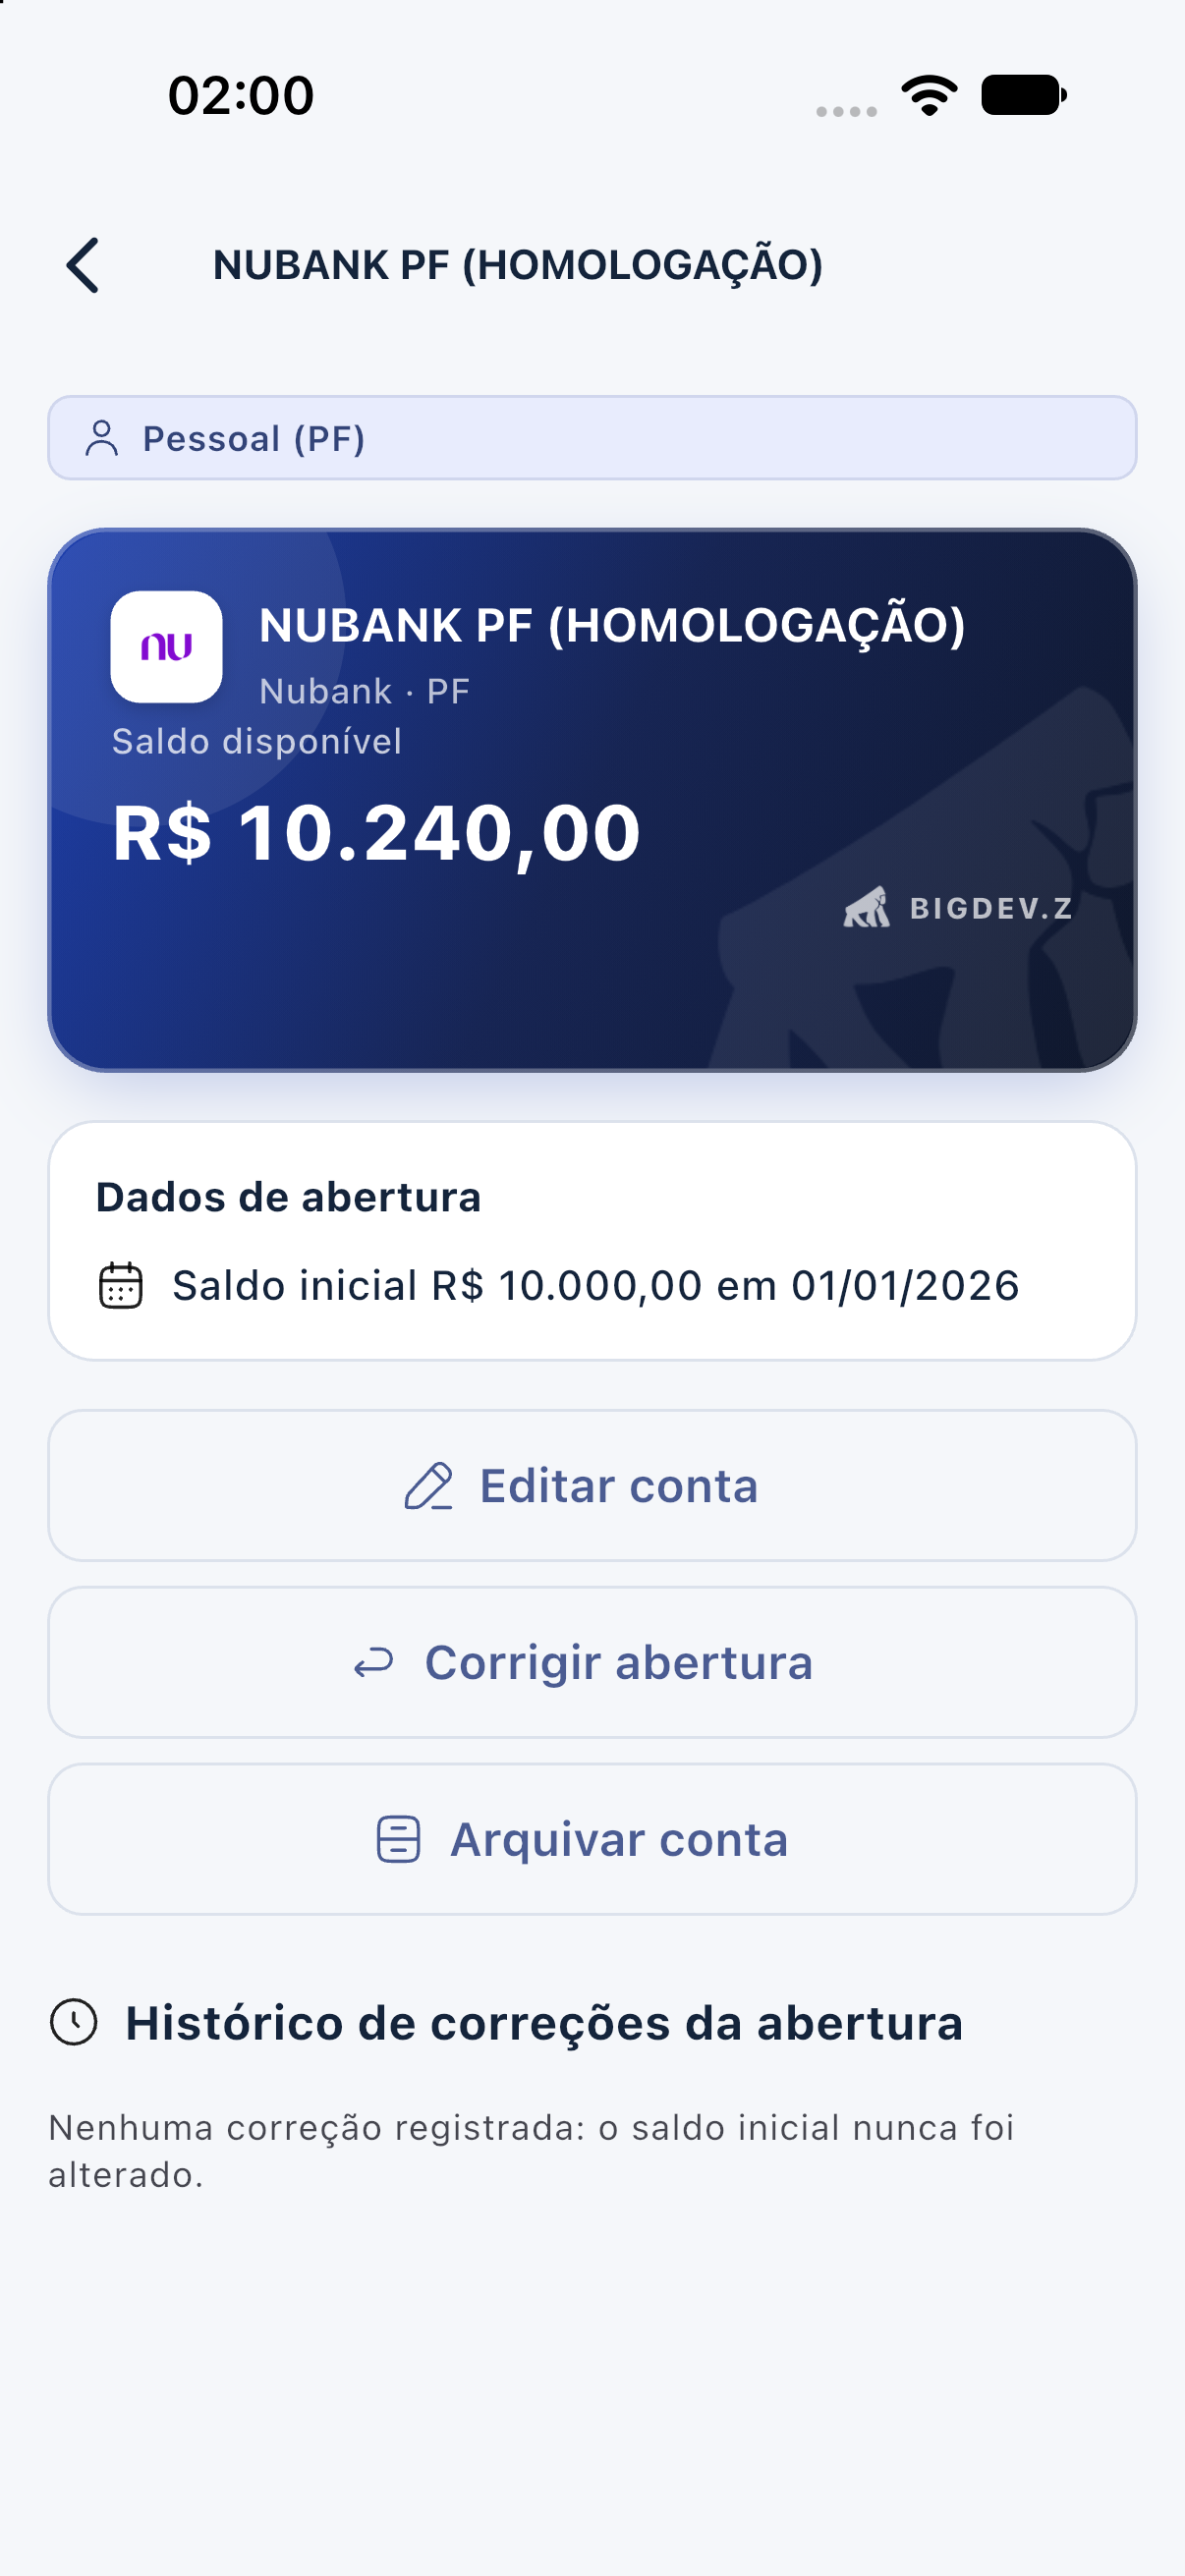 02:00
NUBANK PF (HOMOLOGAÇÃO)
Pessoal (PF)
nu
NUBANK PF (HOMOLOGAÇÃO)
Nubank · PF
Saldo disponível
R$ 10.240,00
BIGDEV.Z
Dados de abertura
Saldo inicial R$ 10.000,00 em 01/01/2026
Editar conta
Corrigir abertura
Arquivar conta
Histórico de correções da abertura
Nenhuma correção registrada: o saldo inicial nunca foi
alterado.